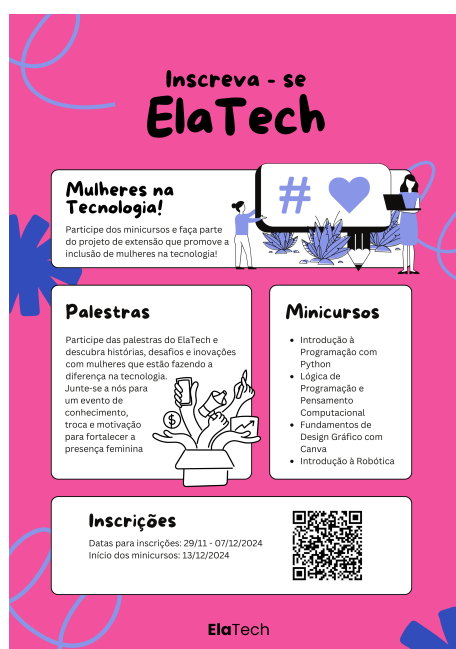 Inscreva - se
ElaTech
Mulheres na
Tecnologia!
Participe dos minicursos e faça parte
do projeto de extensão que promove a
inclusão de mulheres na tecnologia!
#
Palestras
Participe das palestras do ElaTech e
descubra histórias, desafios e inovações
com mulheres que estão fazendo a
diferença na tecnologia.
Junte-se a nós para
um evento de
conhecimento,
troca e motivação
para fortalecer a
presença feminina
$
Minicursos
• Introdução à
Programação com
Python
• Lógica de
Programação e
Pensamento
Computacional
• Fundamentos de
Design Gráfico com
Canva
• Introdução à Robótica
Inscrições
Datas para inscrições: 29/11 - 07/12/2024
Início dos minicursos: 13/12/2024
ElaTech